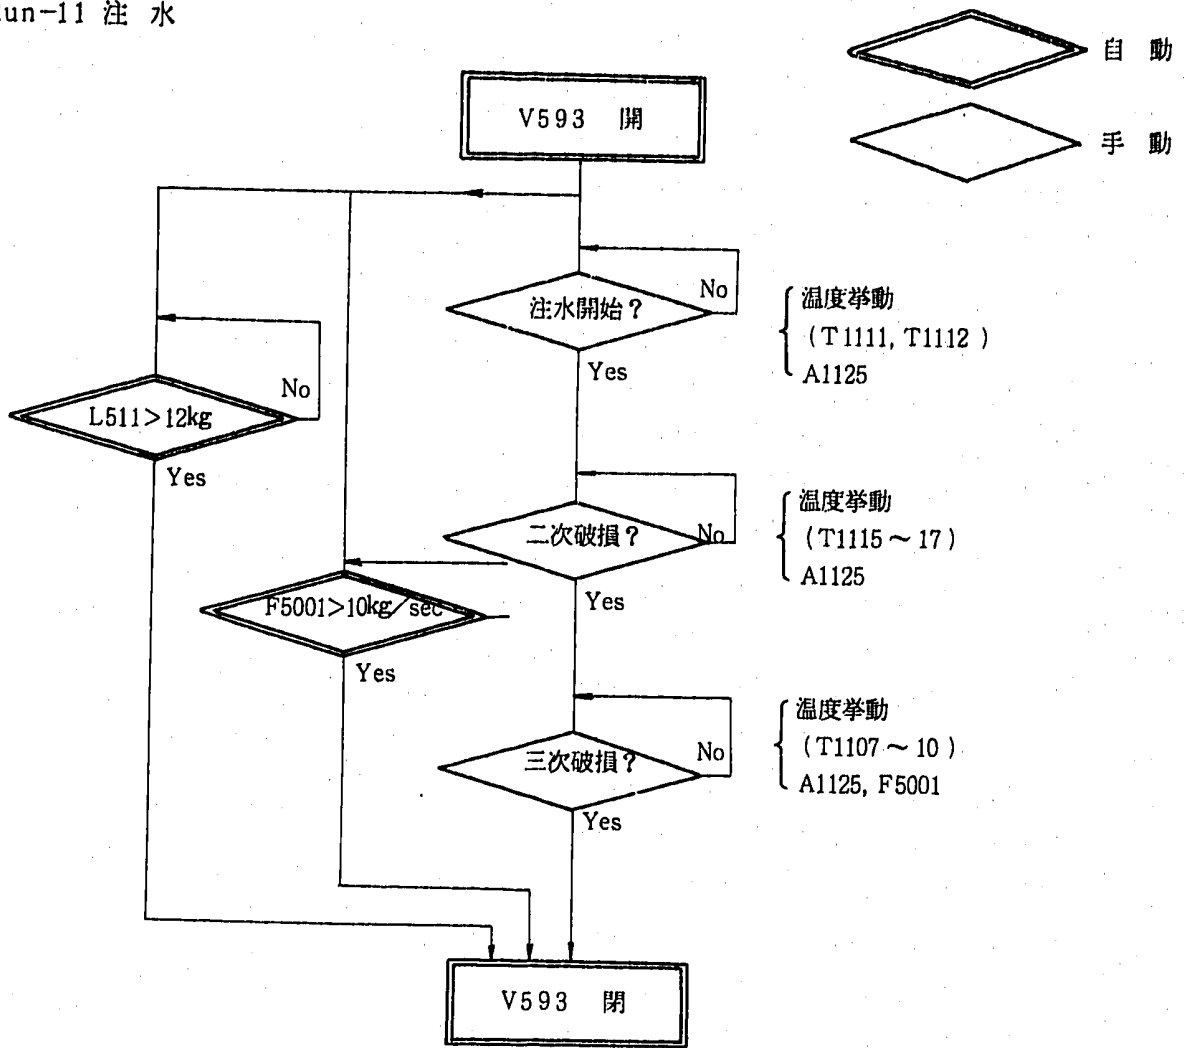 un-11 注 水
自 動
手 動
V593 開
注水開始?
No
Yes
温度挙動
(T1111, T1112 )
A1125
L511>12kg
No
Yes
二次破損?
No
Yes
温度挙動
(T1115~17)
A1125
F5001>10kg/sec
Yes
三次破損?
No
Yes
温度挙動
(T1107~10 )
A1125, F5001
V593 閉